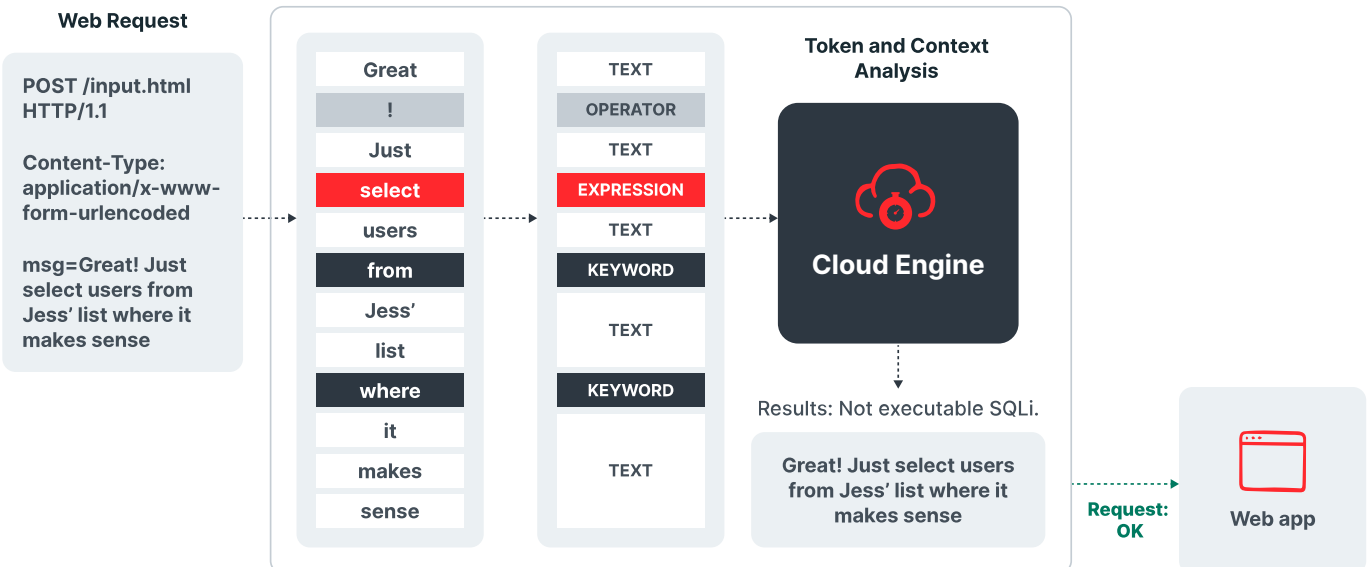 Web Request
POST /input.html
HTTP/1.1
Content-Type:
application/x-www-
form-urlencoded
msg=Great! Just
select users from
Jess’ list where it
makes sense
Great
!
Just
select
users
from
Jess’
list
where
it
makes
sense
TEXT
OPERATOR
TEXT
EXPRESSION
TEXT
KEYWORD
TEXT
KEYWORD
TEXT
Token and Context
Analysis
Cloud Engine
Results: Not executable SQLi.
Great! Just select users
from Jess’ list where it
makes sense
Request:
OK
Web app